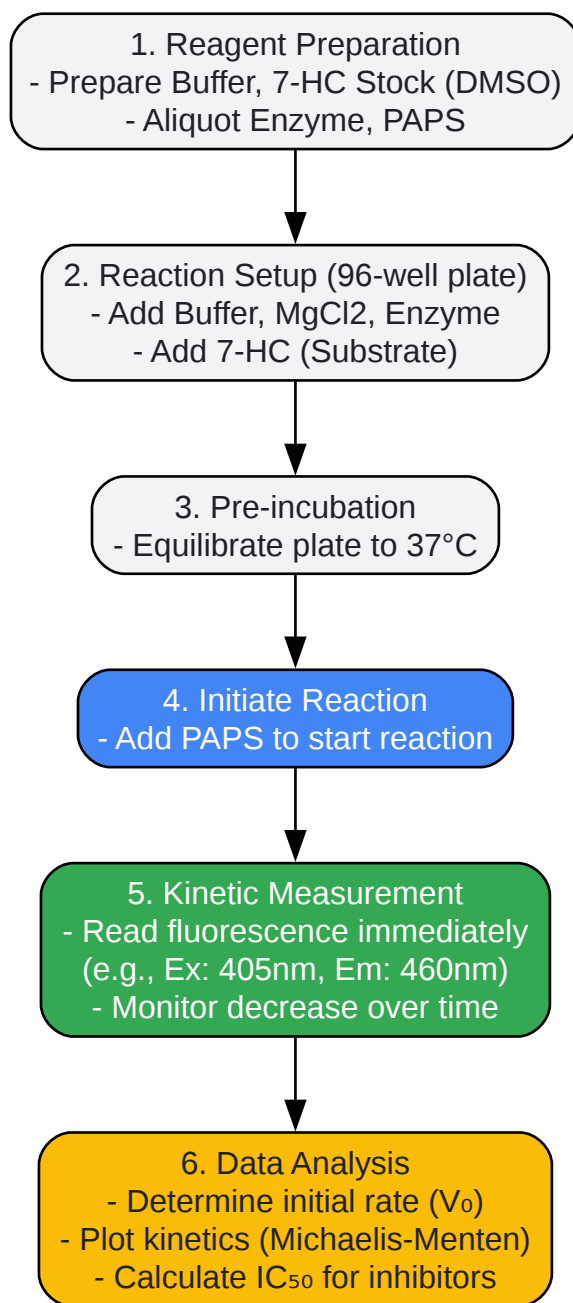 1. Reagent Preparation
- Prepare Buffer, 7-HC Stock (DMSO)
- Aliquot Enzyme, PAPS
2. Reaction Setup (96-well plate)
- Add Buffer, MgCl2, Enzyme
- Add 7-HC (Substrate)
3. Pre-incubation
- Equilibrate plate to 37°C
4. Initiate Reaction
- Add PAPS to start reaction
5. Kinetic Measurement
- Read fluorescence immediately
(e.g., Ex: 405nm, Em: 460nm)
- Monitor decrease over time
6. Data Analysis
- Determine initial rate (V₀)
- Plot kinetics (Michaelis-Menten)
- Calculate IC₅₀ for inhibitors